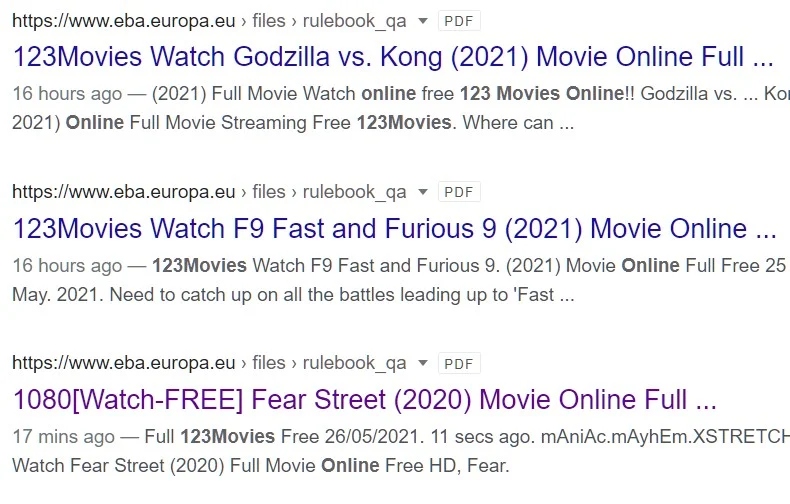 https://www.eba.europa.eu › files › rulebook_qa ▼ PDF
123Movies Watch Godzilla vs. Kong (2021) Movie Online Full ...
16 hours ago — (2021) Full Movie Watch online free 123 Movies Online!! Godzilla vs. ...
2021) Online Full Movie Streaming Free 123Movies. Where can ...
https://www.eba.europa.eu › files › rulebook_qa ▼ PDF
123Movies Watch F9 Fast and Furious 9 (2021) Movie Online ...
16 hours ago — 123Movies Watch F9 Fast and Furious 9. (2021) Movie Online Full Free 25
May. 2021. Need to catch up on all the battles leading up to 'Fast ...
https://www.eba.europa.eu › files › rulebook_qa ▼ PDF
1080[Watch-FREE] Fear Street (2020) Movie Online Full ...
17 mins ago — Full 123Movies Free 26/05/2021. 11 secs ago. mAniAc.mAyhEm.XSTRETCH
Watch Fear Street (2020) Full Movie Online Free HD, Fear.